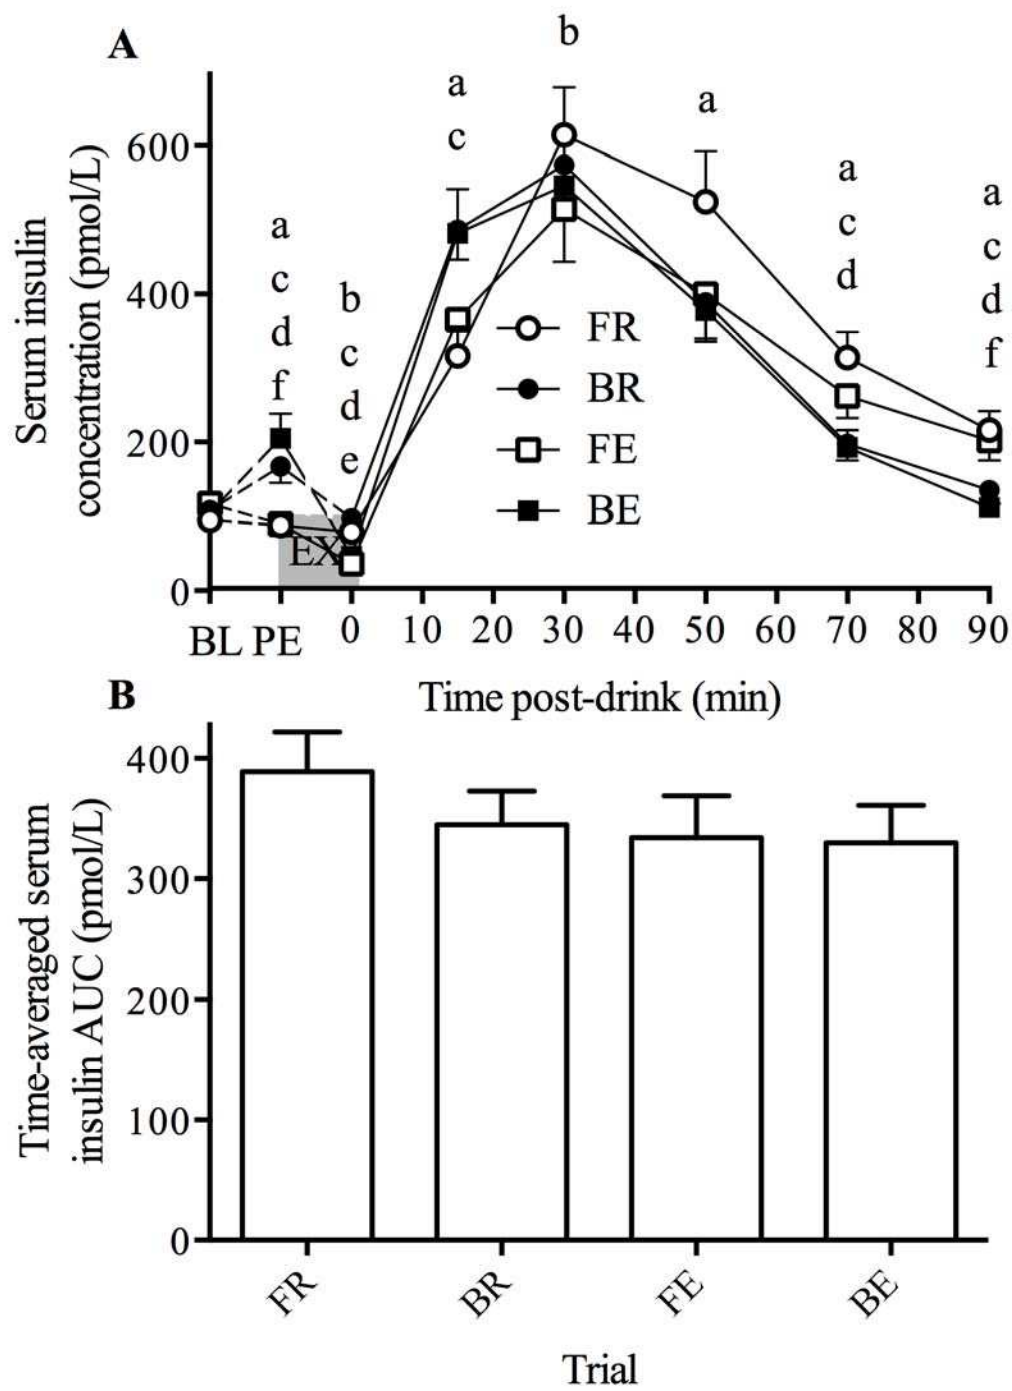 A
b
a
a
c
a
a
c
d
a
c
d
f
a
c
d
f
b
c
d
e
Serum insulin
concentration (pmol/L)
600
400
200
0
FR
BR
FE
BE
EX
BL PE 0 10 20 30 40 50 60 70 80 90
Time post-drink (min)
B
Time-averaged serum
insulin AUC (pmol/L)
400
300
200
100
0
FR BR FE BE
Trial